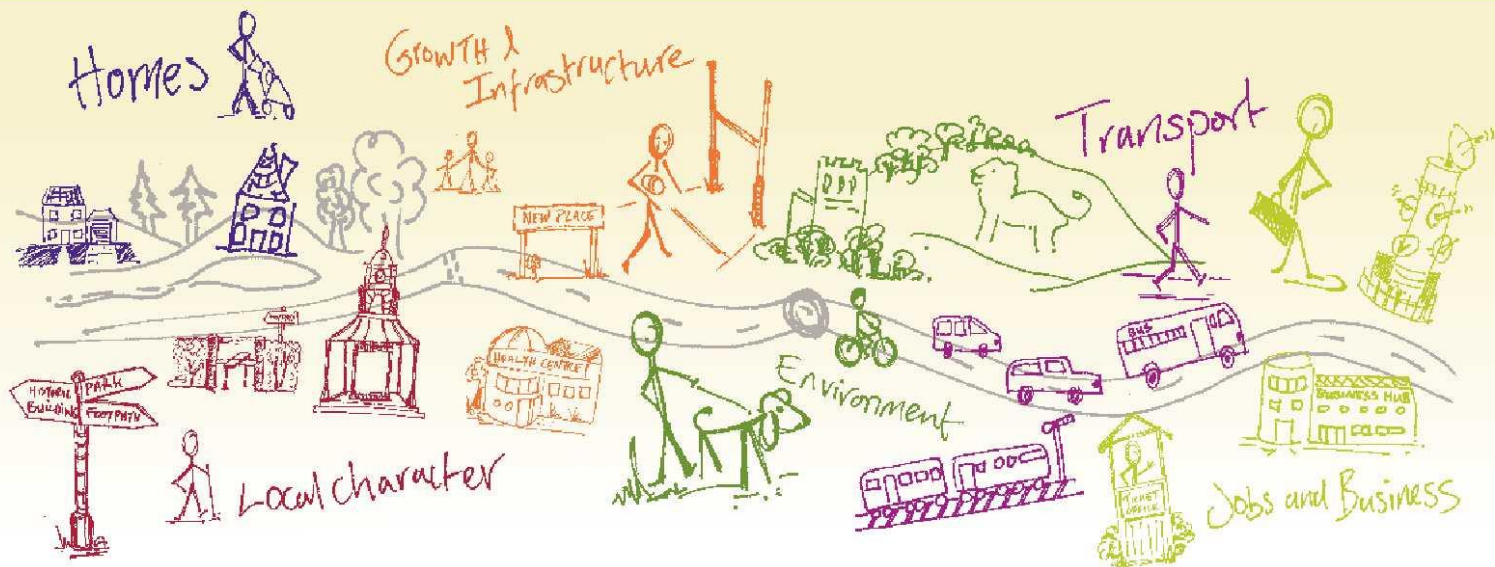 Homes
Growth &
Infrastructure
Transport
NEW PLACE
BUS
HEALTH CENTRE
PARK
HISTORIC
BUILDING
FOOTPATH
Environment
BUSINESS HUB
Local character
TICKET
OFFICE
Jobs and Business